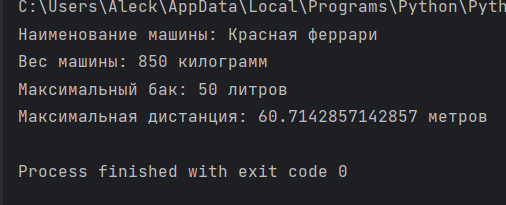 C:\Users\Aleck\AppData\Local\Programs\Python\Pyth
Наименование машины: Красная феррари
Вес машины: 850 килограмм
Максимальный бак: 50 литров
Максимальная дистанция: 60.7142857142857 метров
Process finished with exit code 0